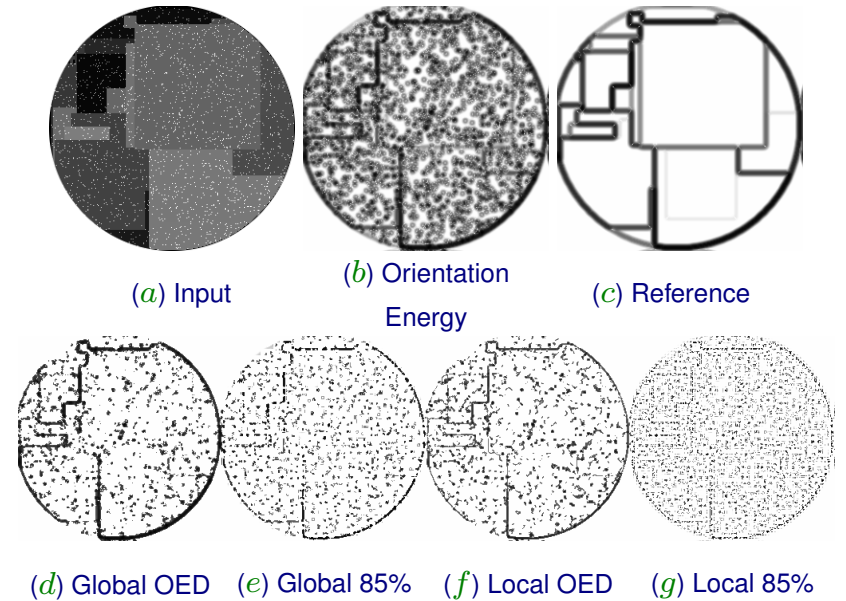 (a) Input
(b) Orientation
Energy
(c) Reference
(d) Global OED
(e) Global 85%
(f) Local OED
(g) Local 85%